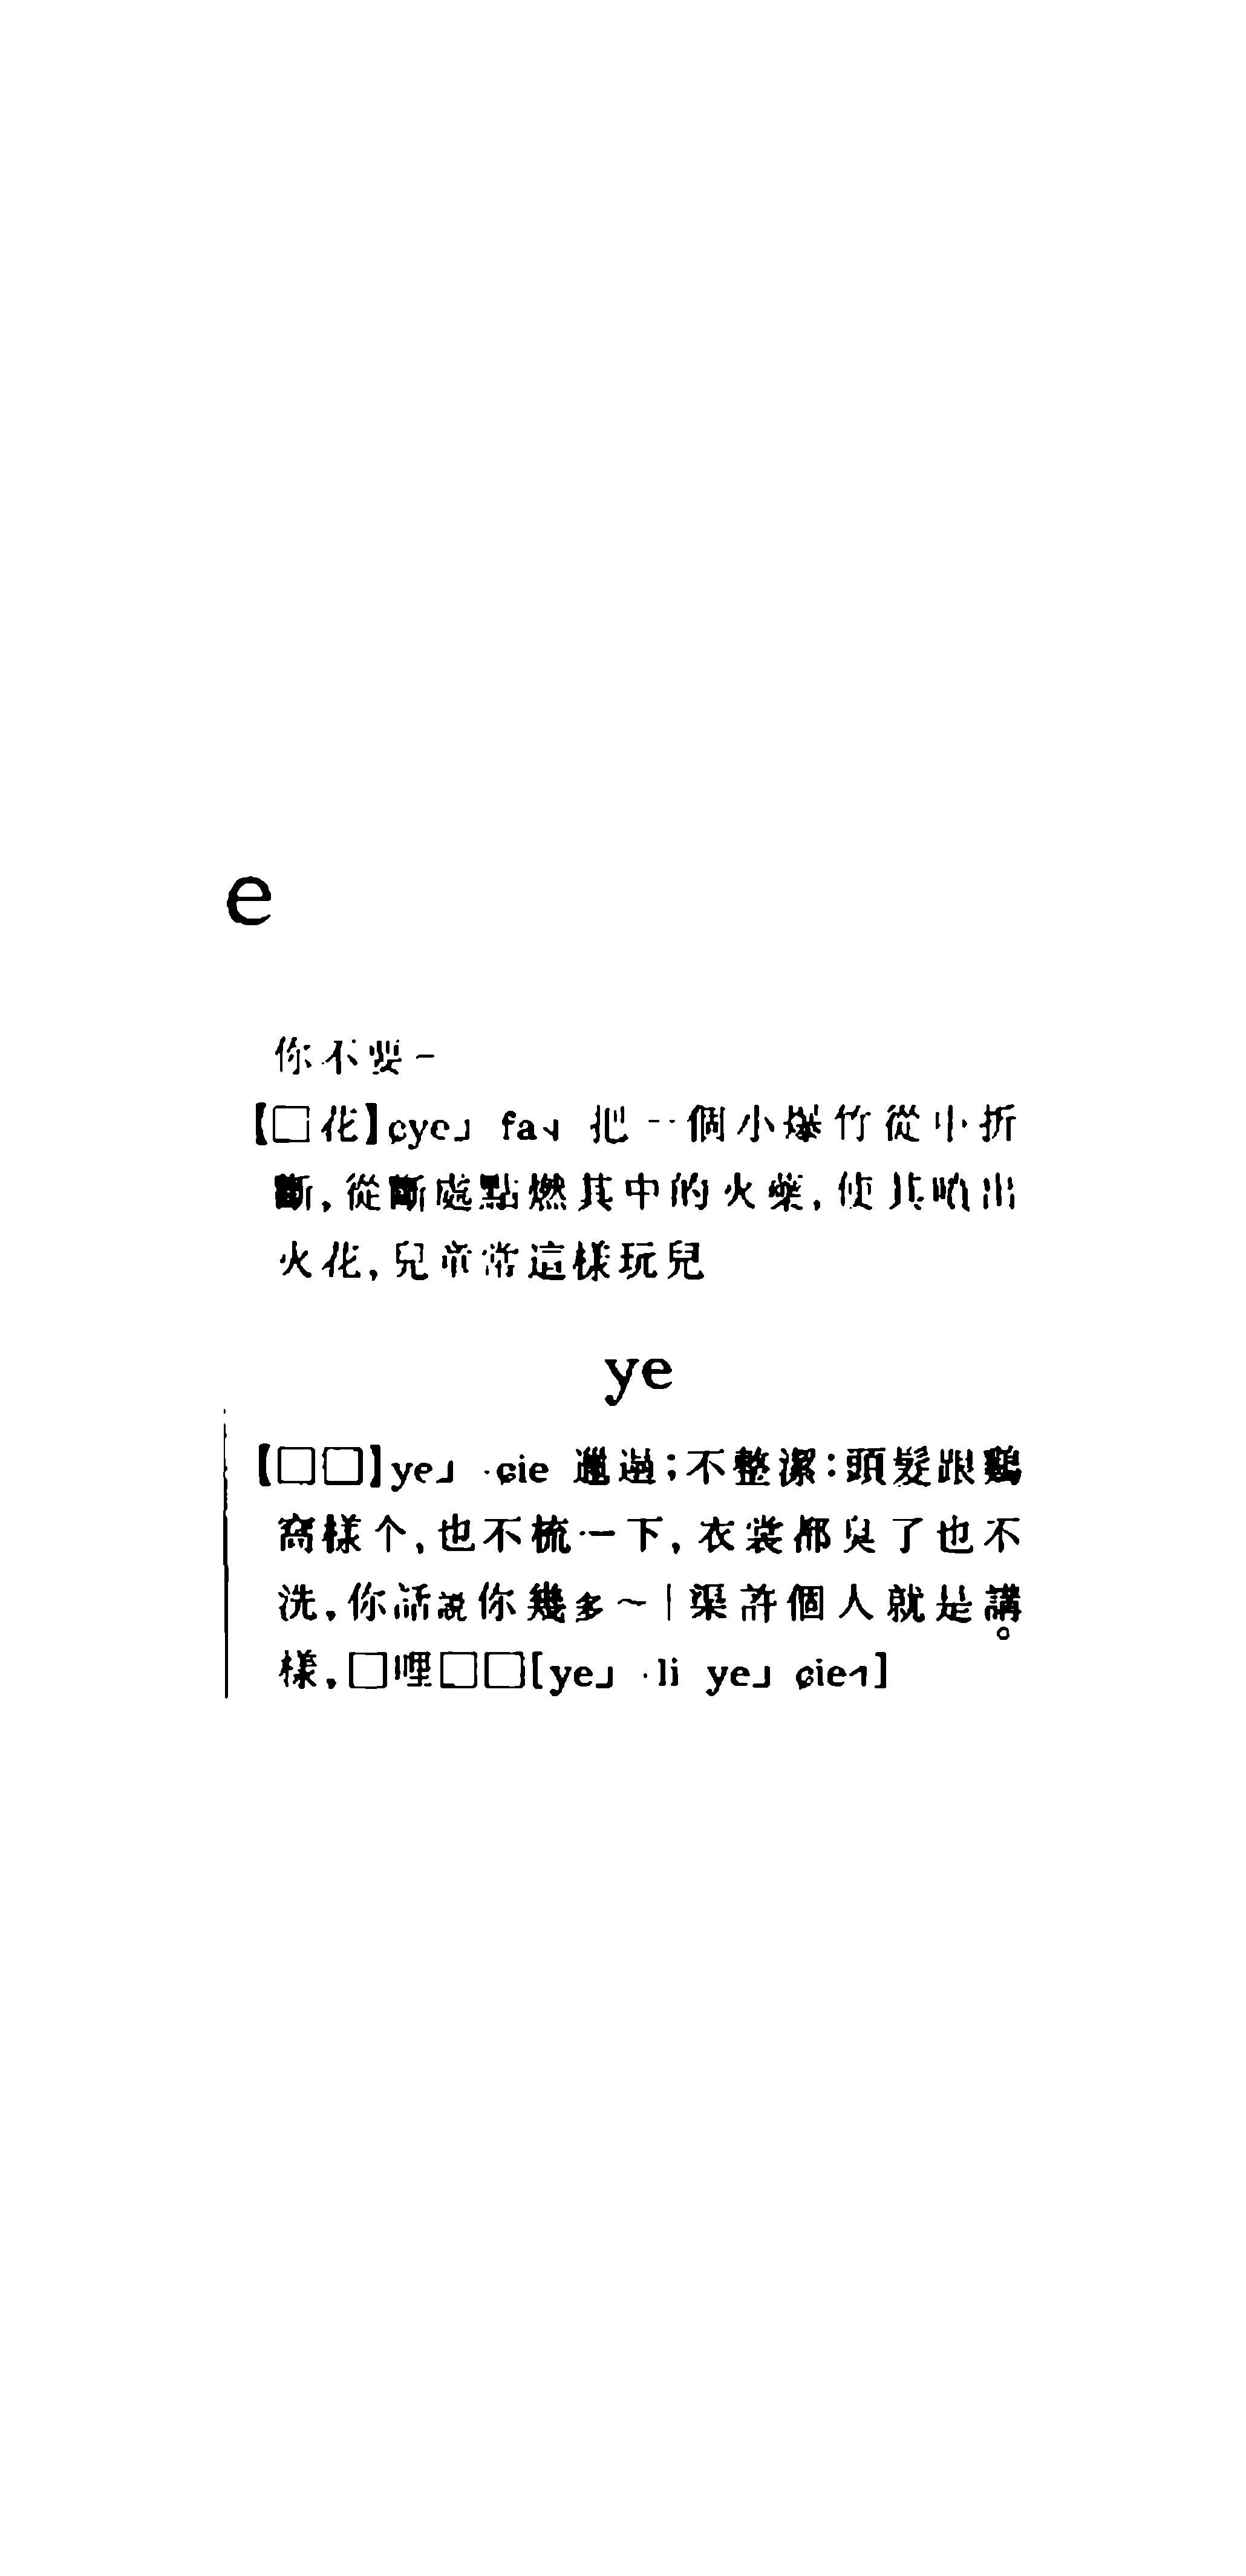 e
你不要~
【□花】ɕye˩ fa˧ 把一個小爆竹從中折
斷，從斷處點燃其中的火藥，使其噴出
火花，兒童常這樣玩兒
ye
【□□】ye˩ ·ɕie 邋遢；不整潔：頭髮跟鷄
窩樣个，也不梳一下，衣裳都臭了也不
洗，你話説你幾多~｜渠許個人就是講。
樣，□哩□□[ye˩ ·li ye˩ ɕie˧]